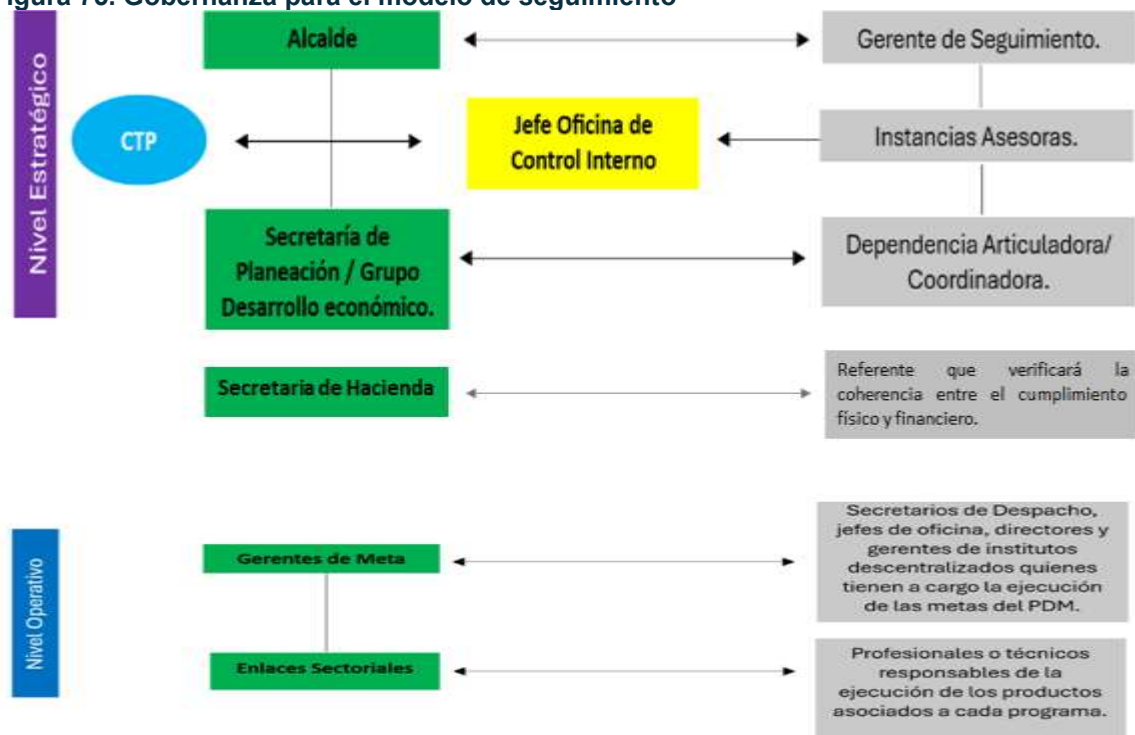 igura 76. Gobernanza para el modelo de seguimiento
Nivel Estratégico
Alcalde
Gerente de Seguimiento.
CTP
Jefe Oficina de
Control Interno
Instancias Asesoras.
Secretaría de
Planeación / Grupo
Desarrollo económico.
Dependencia Articuladora/
Coordinadora.
Secretaria de Hacienda
Referente que verificará la
coherencia entre el cumplimiento
físico y financiero.
Nivel Operativo
Gerentes de Meta
Secretarios de Despacho,
jefes de oficina, directores y
gerentes de institutos
descentralizados quienes
tienen a cargo la ejecución
de las metas del PDM.
Enlaces Sectoriales
Profesionales o técnicos
responsables de la
ejecución de los productos
asociados a cada programa.